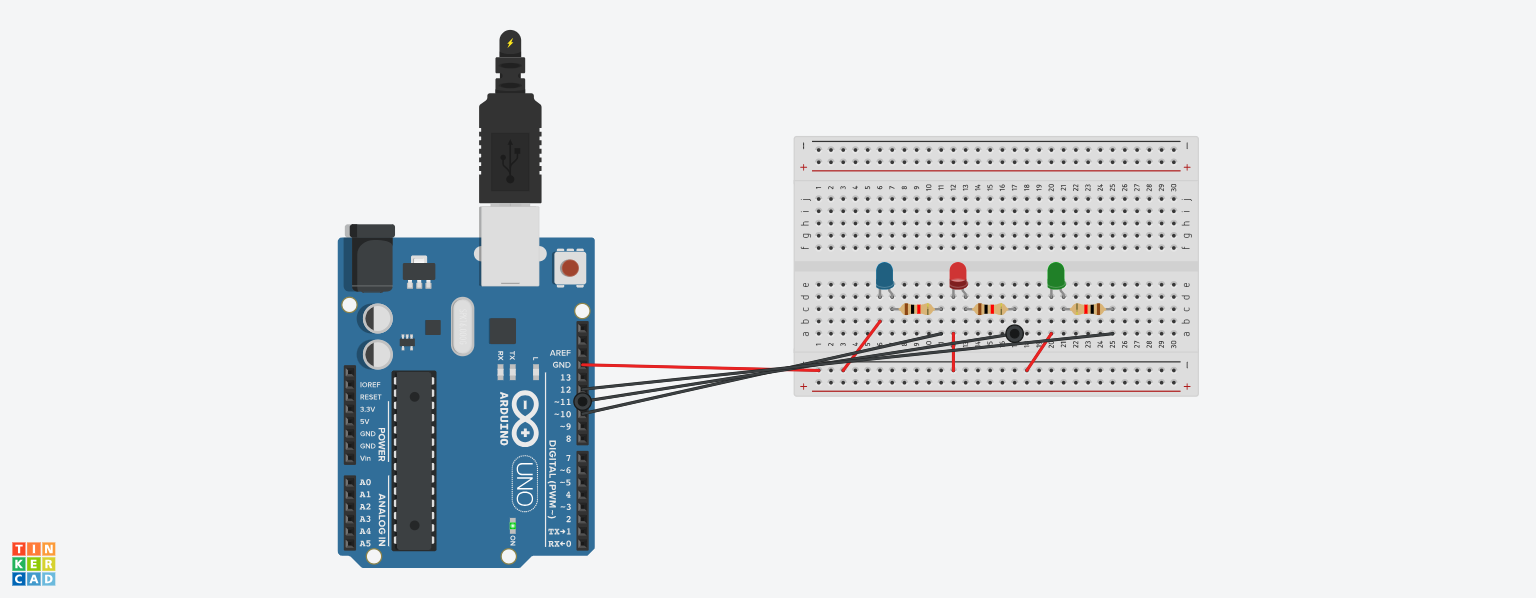 AREF
GND
13
12
~11
~10
~9
8
7
~6
~5
4
~3
2
TX→1
RX←0
IOREF
RESET
3.3V
5V
GND
GND
Vin
A0
A1
A2
A3
A4
A5
POWER
ANALOG IN
RX
TX
L
ARDUINO
UNO
DIGITAL (PWM~)
ON
1 2 3 4 5 6 7 8 9 10 11 12 13 14 15 16 17 18 19 20 21 22 23 24 25 26 27 28 29 30
j j
i i
h h
g g
f f
e e
d d
c c
b b
a a
TIN
KER
CAD